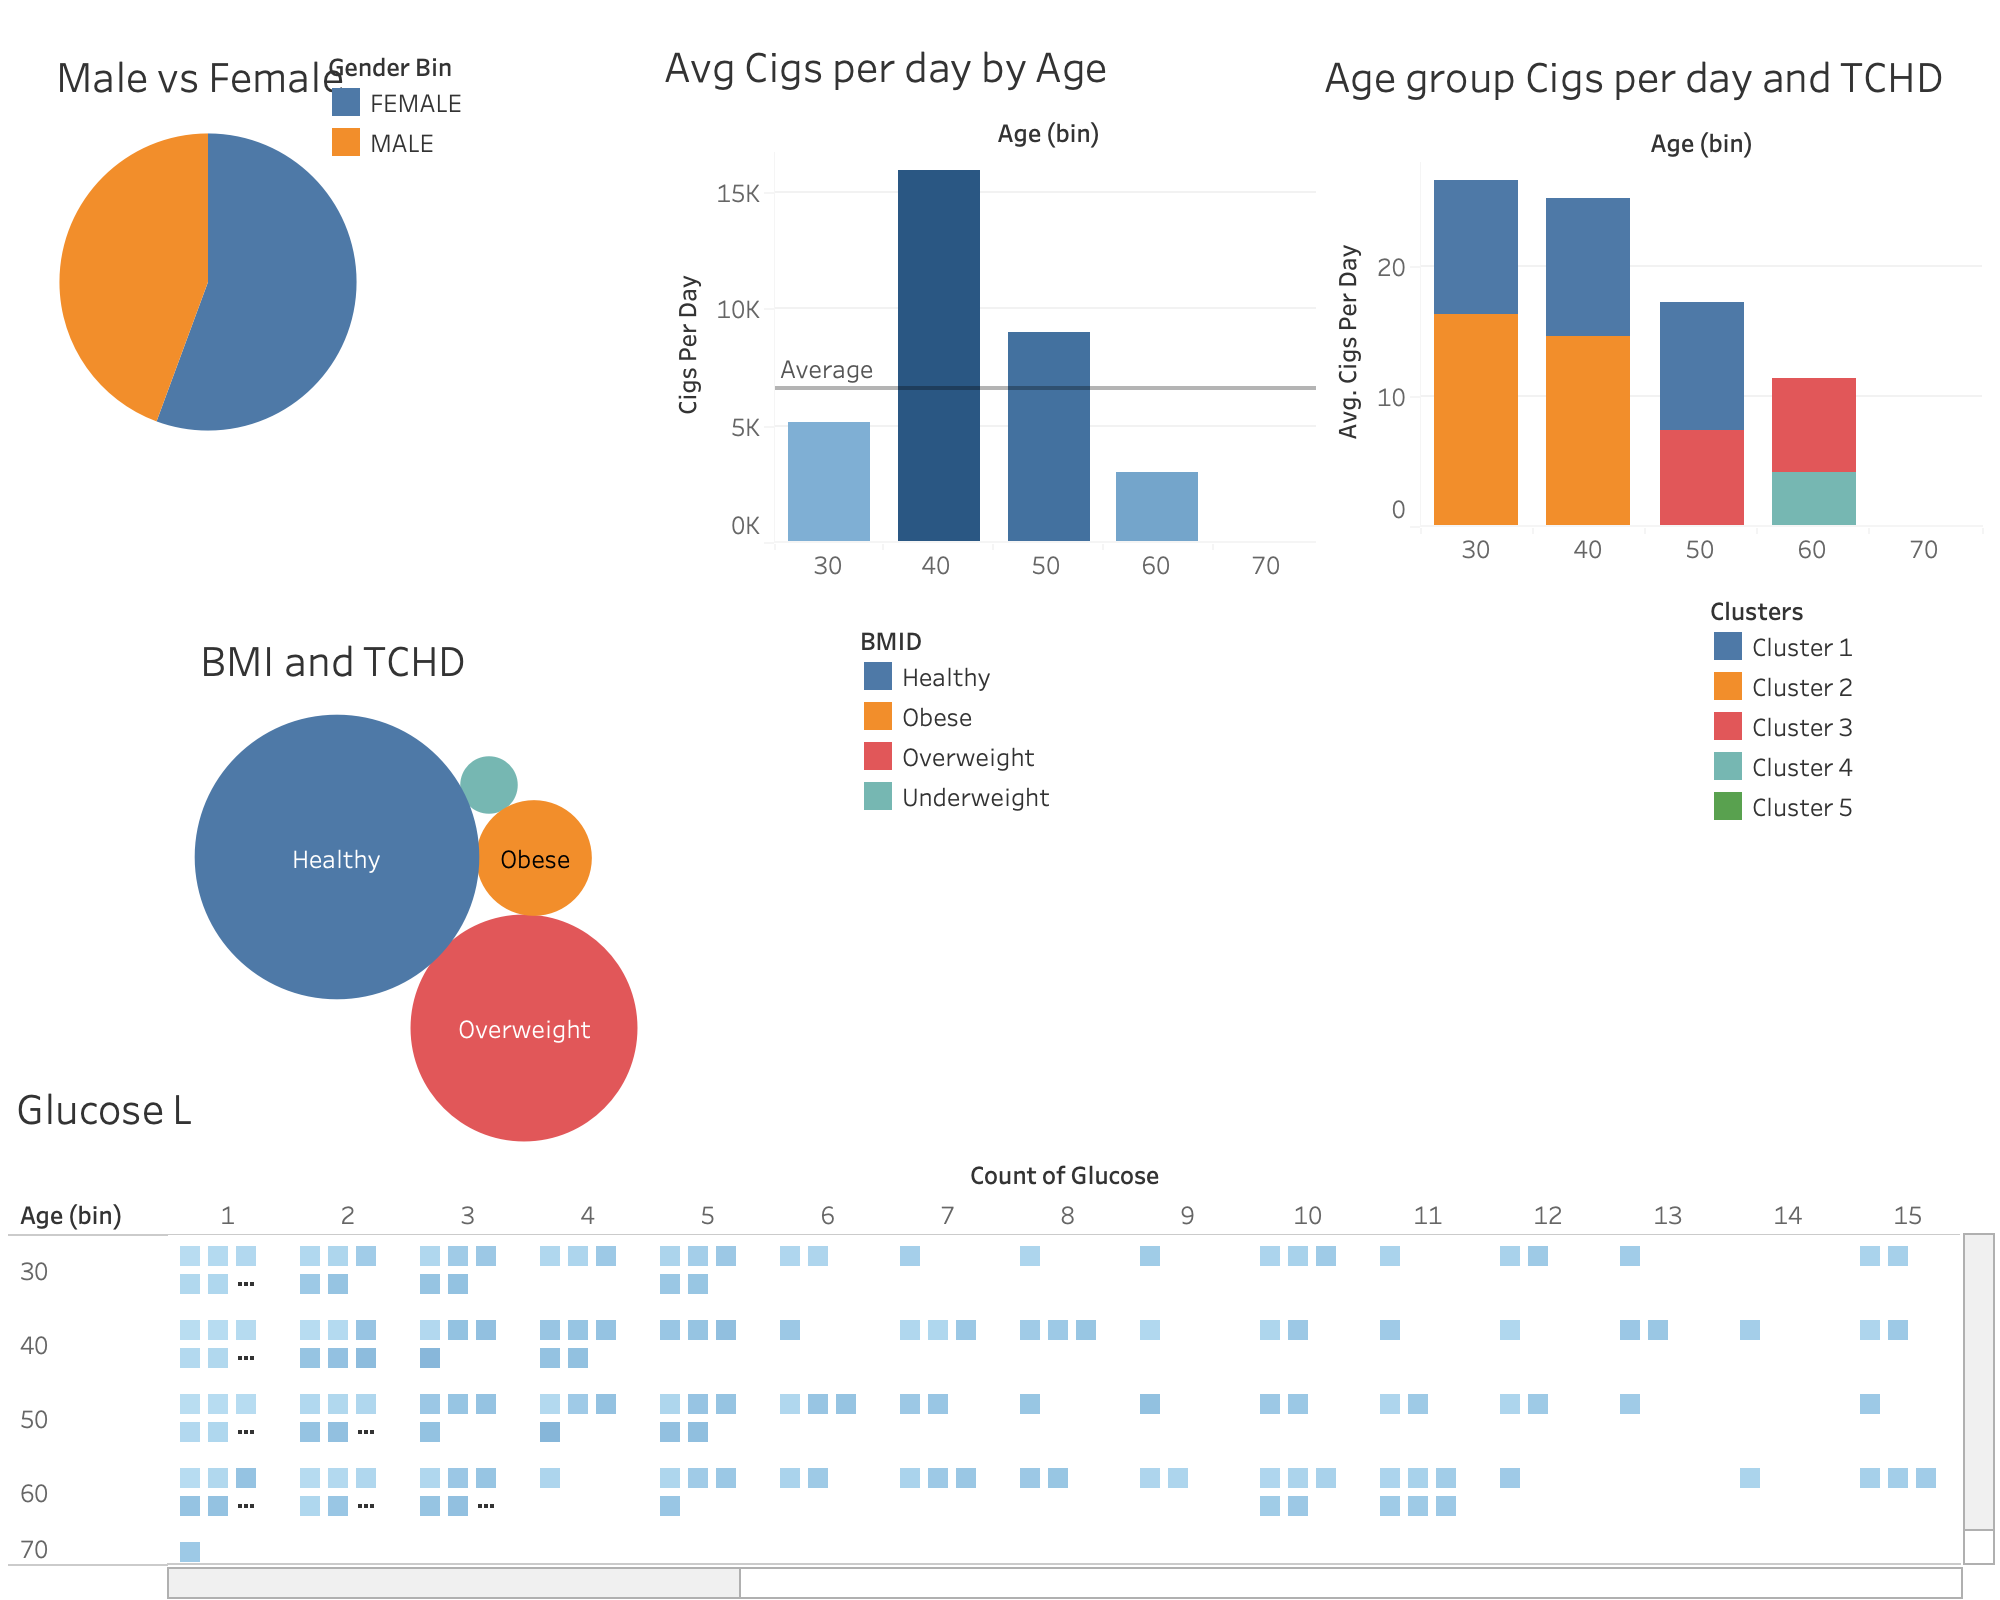 Male vs Female
Gender Bin
FEMALE
MALE
Avg Cigs per day by Age
Age (bin)
Cigs Per Day
15K
10K
5K
0K
Average
30 40 50 60 70
Age group Cigs per day and TCHD
Age (bin)
Avg. Cigs Per Day
20
10
0
30 40 50 60 70
Clusters
Cluster 1
Cluster 2
Cluster 3
Cluster 4
Cluster 5
BMI and TCHD
Healthy
Obese
Overweight
BMID
Healthy
Obese
Overweight
Underweight
Glucose L
Count of Glucose
Age (bin) 1 2 3 4 5 6 7 8 9 10 11 12 13 14 15
30
40
50
60
70